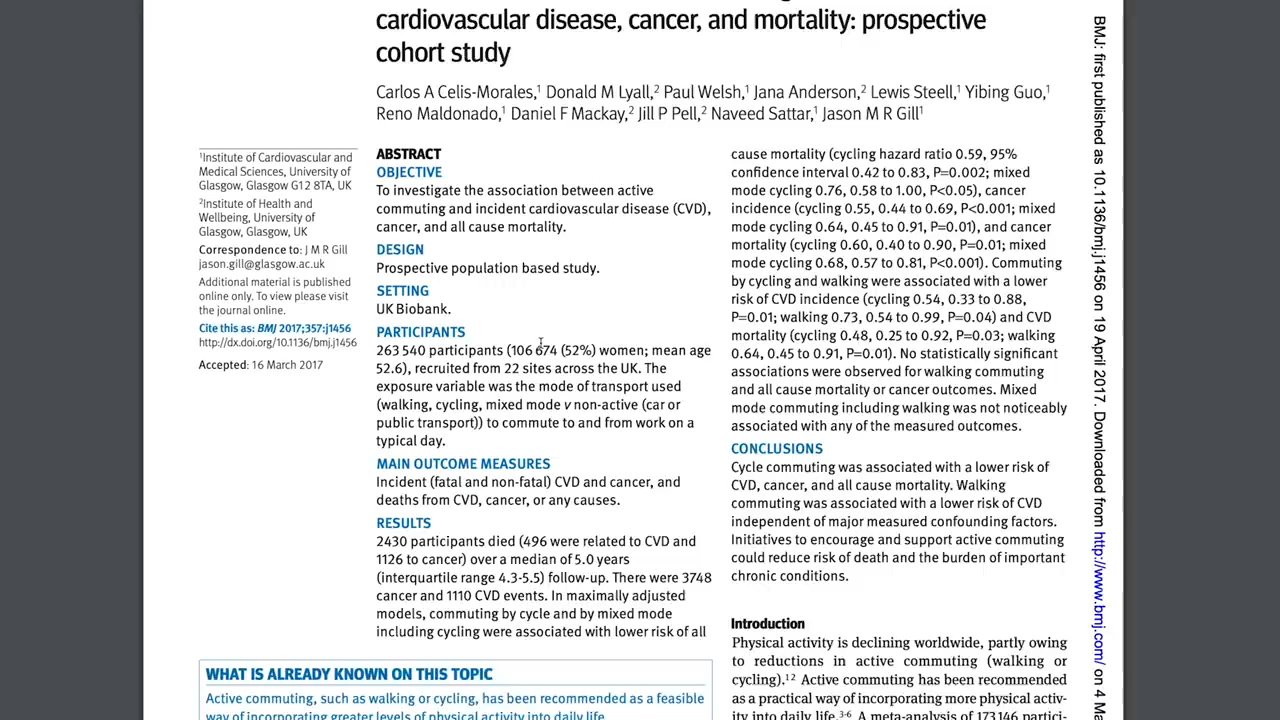 cardiovascular disease, cancer, and mortality: prospective
cohort study
Carlos A Celis-Morales,1 Donald M Lyall,2 Paul Welsh,1 Jana Anderson,2 Lewis Steell,1 Yibing Guo,1
Reno Maldonado,1 Daniel F Mackay,2 Jill P Pell,2 Naveed Sattar,1 Jason M R Gill1
1Institute of Cardiovascular and
Medical Sciences, University of
Glasgow, Glasgow G12 8TA, UK
2Institute of Health and
Wellbeing, University of
Glasgow, Glasgow, UK
Correspondence to: J M R Gill
jason.gill@glasgow.ac.uk
Additional material is published
online only. To view please visit
the journal online.
Cite this as: BMJ 2017;357:j1456
http://dx.doi.org/10.1136/bmj.j1456
Accepted: 16 March 2017
ABSTRACT
OBJECTIVE
To investigate the association between active
commuting and incident cardiovascular disease (CVD),
cancer, and all cause mortality.
DESIGN
Prospective population based study.
SETTING
UK Biobank.
PARTICIPANTS
263 540 participants (106 674 (52%) women; mean age
52.6), recruited from 22 sites across the UK. The
exposure variable was the mode of transport used
(walking, cycling, mixed mode v non-active (car or
public transport)) to commute to and from work on a
typical day.
MAIN OUTCOME MEASURES
Incident (fatal and non-fatal) CVD and cancer, and
deaths from CVD, cancer, or any causes.
RESULTS
2430 participants died (496 were related to CVD and
1126 to cancer) over a median of 5.0 years
(interquartile range 4.3-5.5) follow-up. There were 3748
cancer and 1110 CVD events. In maximally adjusted
models, commuting by cycle and by mixed mode
including cycling were associated with lower risk of all
cause mortality (cycling hazard ratio 0.59, 95%
confidence interval 0.42 to 0.83, P=0.002; mixed
mode cycling 0.76, 0.58 to 1.00, P<0.05), cancer
incidence (cycling 0.55, 0.44 to 0.69, P<0.001; mixed
mode cycling 0.64, 0.45 to 0.91, P=0.01), and cancer
mortality (cycling 0.60, 0.40 to 0.90, P=0.01; mixed
mode cycling 0.68, 0.57 to 0.81, P<0.001). Commuting
by cycling and walking were associated with a lower
risk of CVD incidence (cycling 0.54, 0.33 to 0.88,
P=0.01; walking 0.73, 0.54 to 0.99, P=0.04) and CVD
mortality (cycling 0.48, 0.25 to 0.92, P=0.03; walking
0.64, 0.45 to 0.91, P=0.01). No statistically significant
associations were observed for walking commuting
and all cause mortality or cancer outcomes. Mixed
mode commuting including walking was not noticeably
associated with any of the measured outcomes.
CONCLUSIONS
Cycle commuting was associated with a lower risk of
CVD, cancer, and all cause mortality. Walking
commuting was associated with a lower risk of CVD
independent of major measured confounding factors.
Initiatives to encourage and support active commuting
could reduce risk of death and the burden of important
chronic conditions.
Introduction
Physical activity is declining worldwide, partly owing
to reductions in active commuting (walking or
cycling).1 2 Active commuting has been recommended
as a practical way of incorporating more physical activ-
ity into daily life.3-6 A meta-analysis of 173 146 partici-
WHAT IS ALREADY KNOWN ON THIS TOPIC
Active commuting, such as walking or cycling, has been recommended as a feasible
way of incorporating greater levels of physical activity into daily life
BMJ: first published as 10.1136/bmj.j1456 on 19 April 2017. Downloaded from http://www.bmj.com/ on 4 Ma